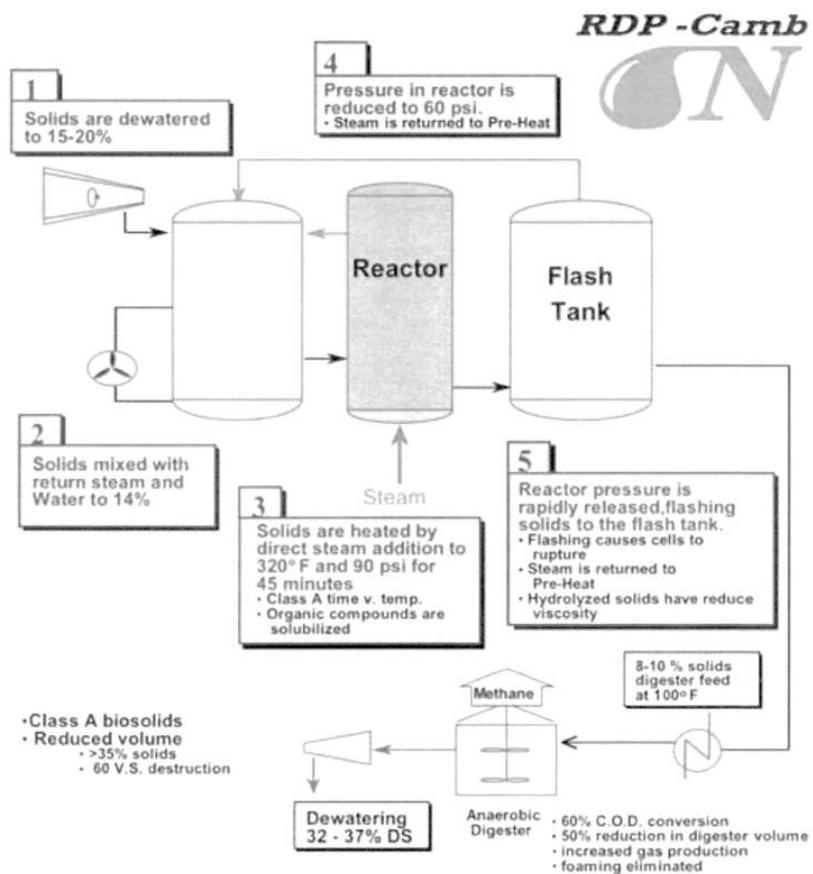 RDP -Camb
N
4
Pressure in reactor is
reduced to 60 psi.
· Steam is returned to Pre-Heat
1
Solids are dewatered
to 15-20%
Reactor
Flash
Tank
2
Solids mixed with
return steam and
Water to 14%
Steam
3
Solids are heated by
direct steam addition to
320° F and 90 psi for
45 minutes
· Class A time v. temp.
· Organic compounds are
solubilized
5
Reactor pressure is
rapidly released,flashing
solids to the flash tank.
· Flashing causes cells to
rupture
· Steam is returned to
Pre-Heat
· Hydrolyzed solids have reduce
viscosity
8-10 % solids
digester feed
at 100° F
Methane
·Class A biosolids
· Reduced volume
· >35% solids
· 60 V.S. destruction
Dewatering
32 - 37% DS
Anaerobic
Digester
· 60% C.O.D. conversion
· 50% reduction in digester volume
· increased gas production
· foaming eliminated